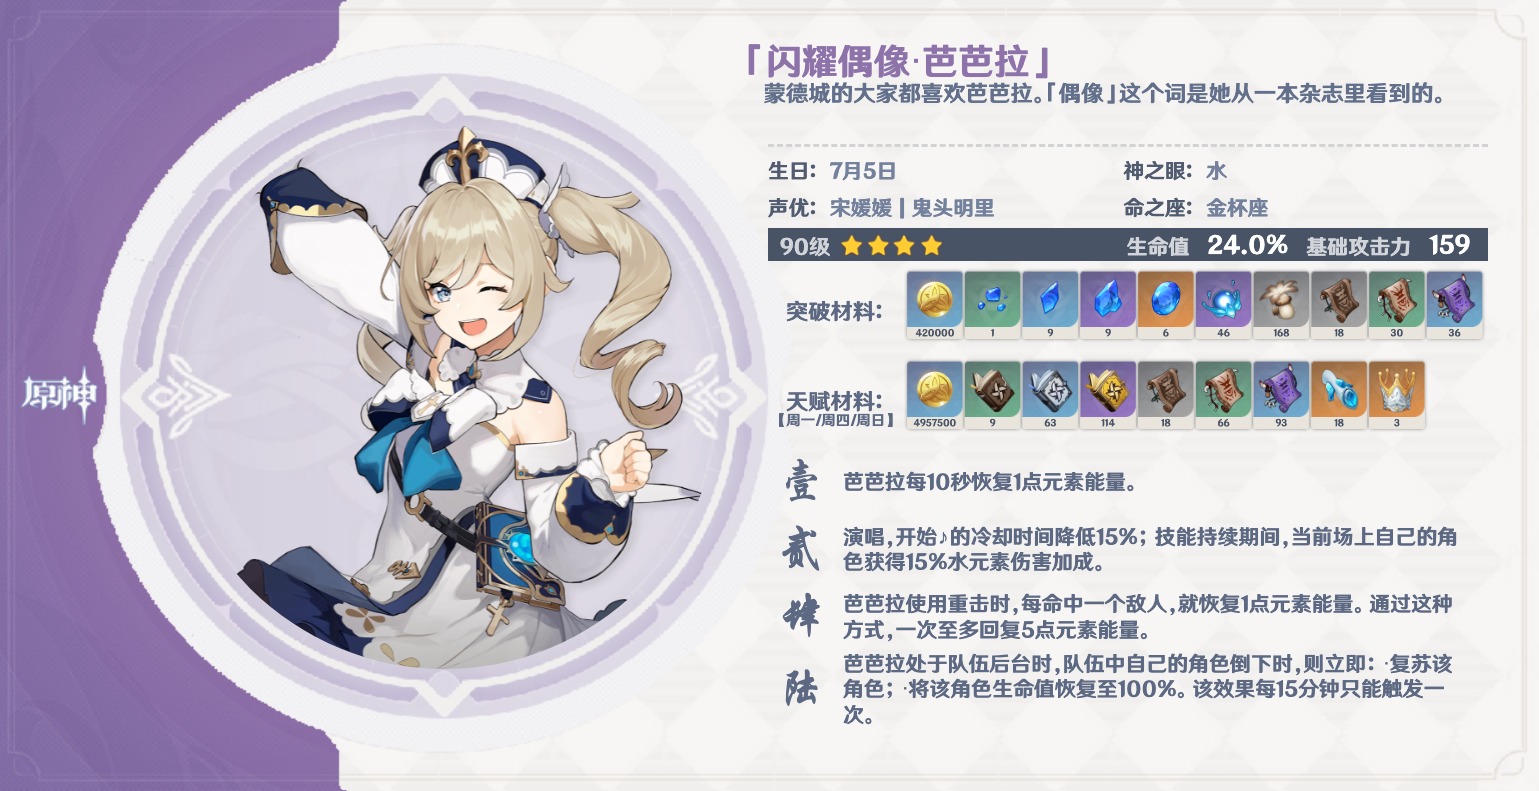 原神
「闪耀偶像·芭芭拉」
蒙德城的大家都喜欢芭芭拉。「偶像」这个词是她从一本杂志里看到的。
生日： 7月5日 神之眼： 水
声优： 宋媛媛 | 鬼头明里 命之座： 金杯座
90级 生命值 24.0% 基础攻击力 159
突破材料：
420000 1 9 9 6 46 168 18 30 36
天赋材料：
【周一/周四/周日】
4957500 9 63 114 18 66 93 18 3
壹 芭芭拉每10秒恢复1点元素能量。
贰 演唱,开始♪的冷却时间降低15%；技能持续期间,当前场上自己的角
色获得15%水元素伤害加成。
肆 芭芭拉使用重击时,每命中一个敌人,就恢复1点元素能量。通过这种
方式,一次至多回复5点元素能量。
陆 芭芭拉处于队伍后台时,队伍中自己的角色倒下时,则立即：·复苏该
角色；·将该角色生命值恢复至100%。该效果每15分钟只能触发一
次。